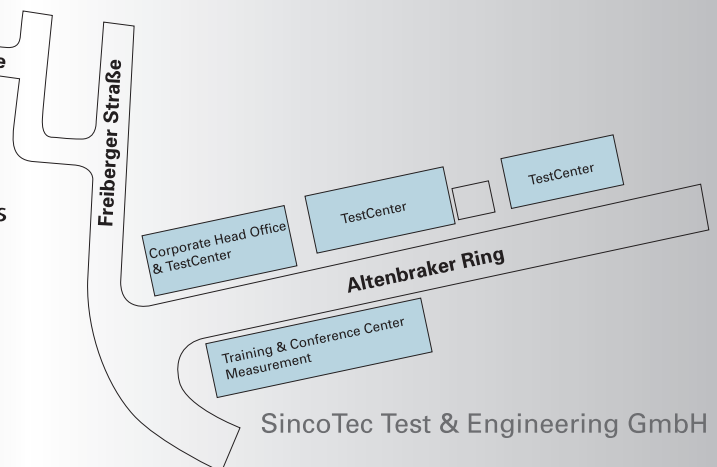 Freiberger Straße
Corporate Head Office
& TestCenter
TestCenter
TestCenter
Altenbraker Ring
Training & Conference Center
Measurement
SincoTec Test & Engineering GmbH